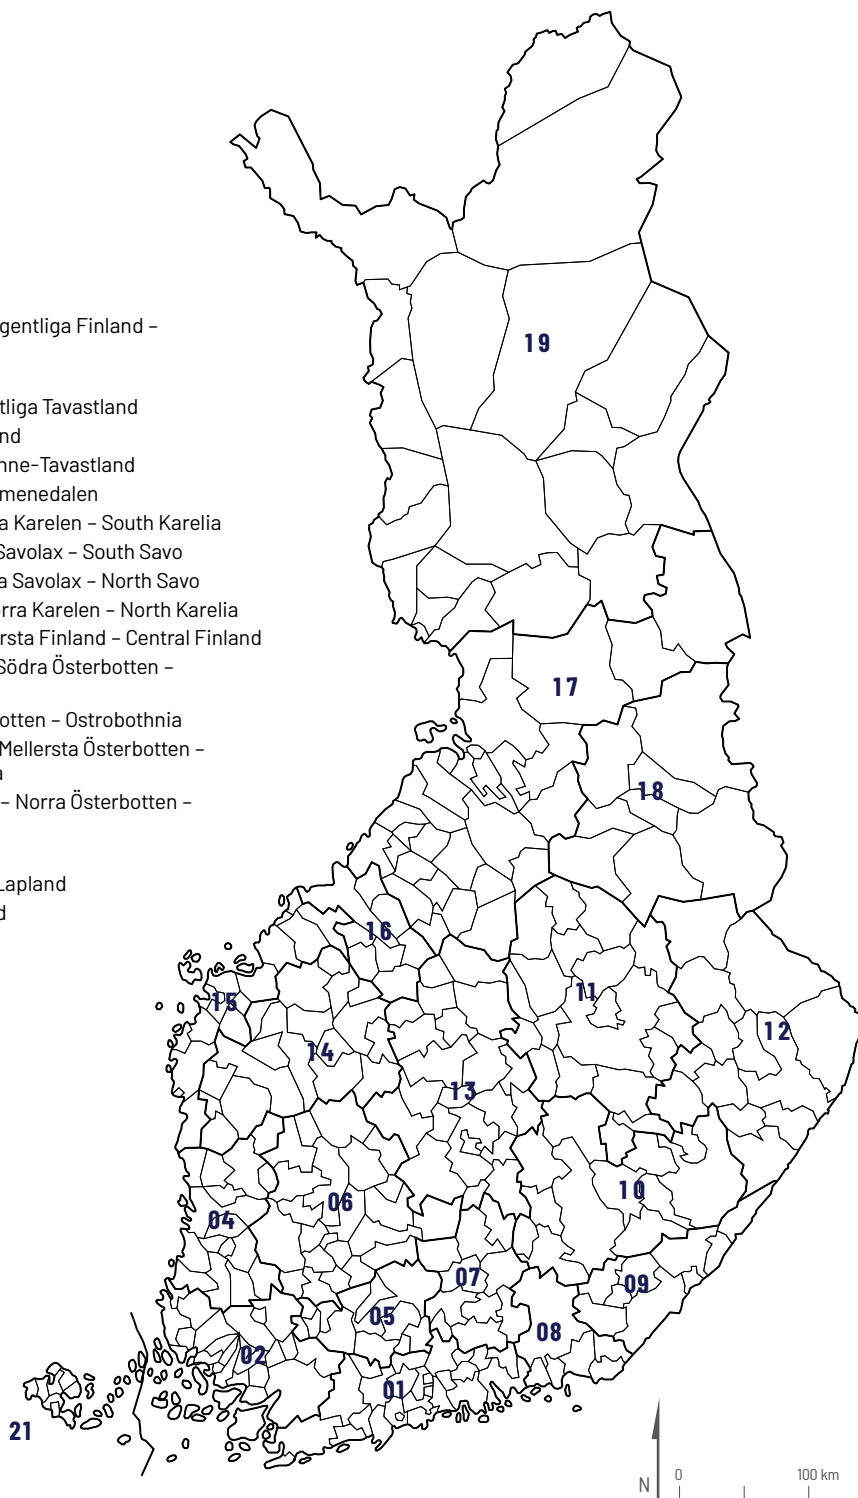 gentliga Finland –
tliga Tavastland
nd
nne-Tavastland
menedalen
a Karelen – South Karelia
Savolax – South Savo
a Savolax – North Savo
rra Karelen – North Karelia
rsta Finland – Central Finland
Södra Österbotten –
otten – Ostrobothnia
Mellersta Österbotten –
a
– Norra Österbotten –
Lapland
d
19
17
18
16
15
11
12
14
13
10
06
04
07
09
05
08
02
01
21
N
0 100 km